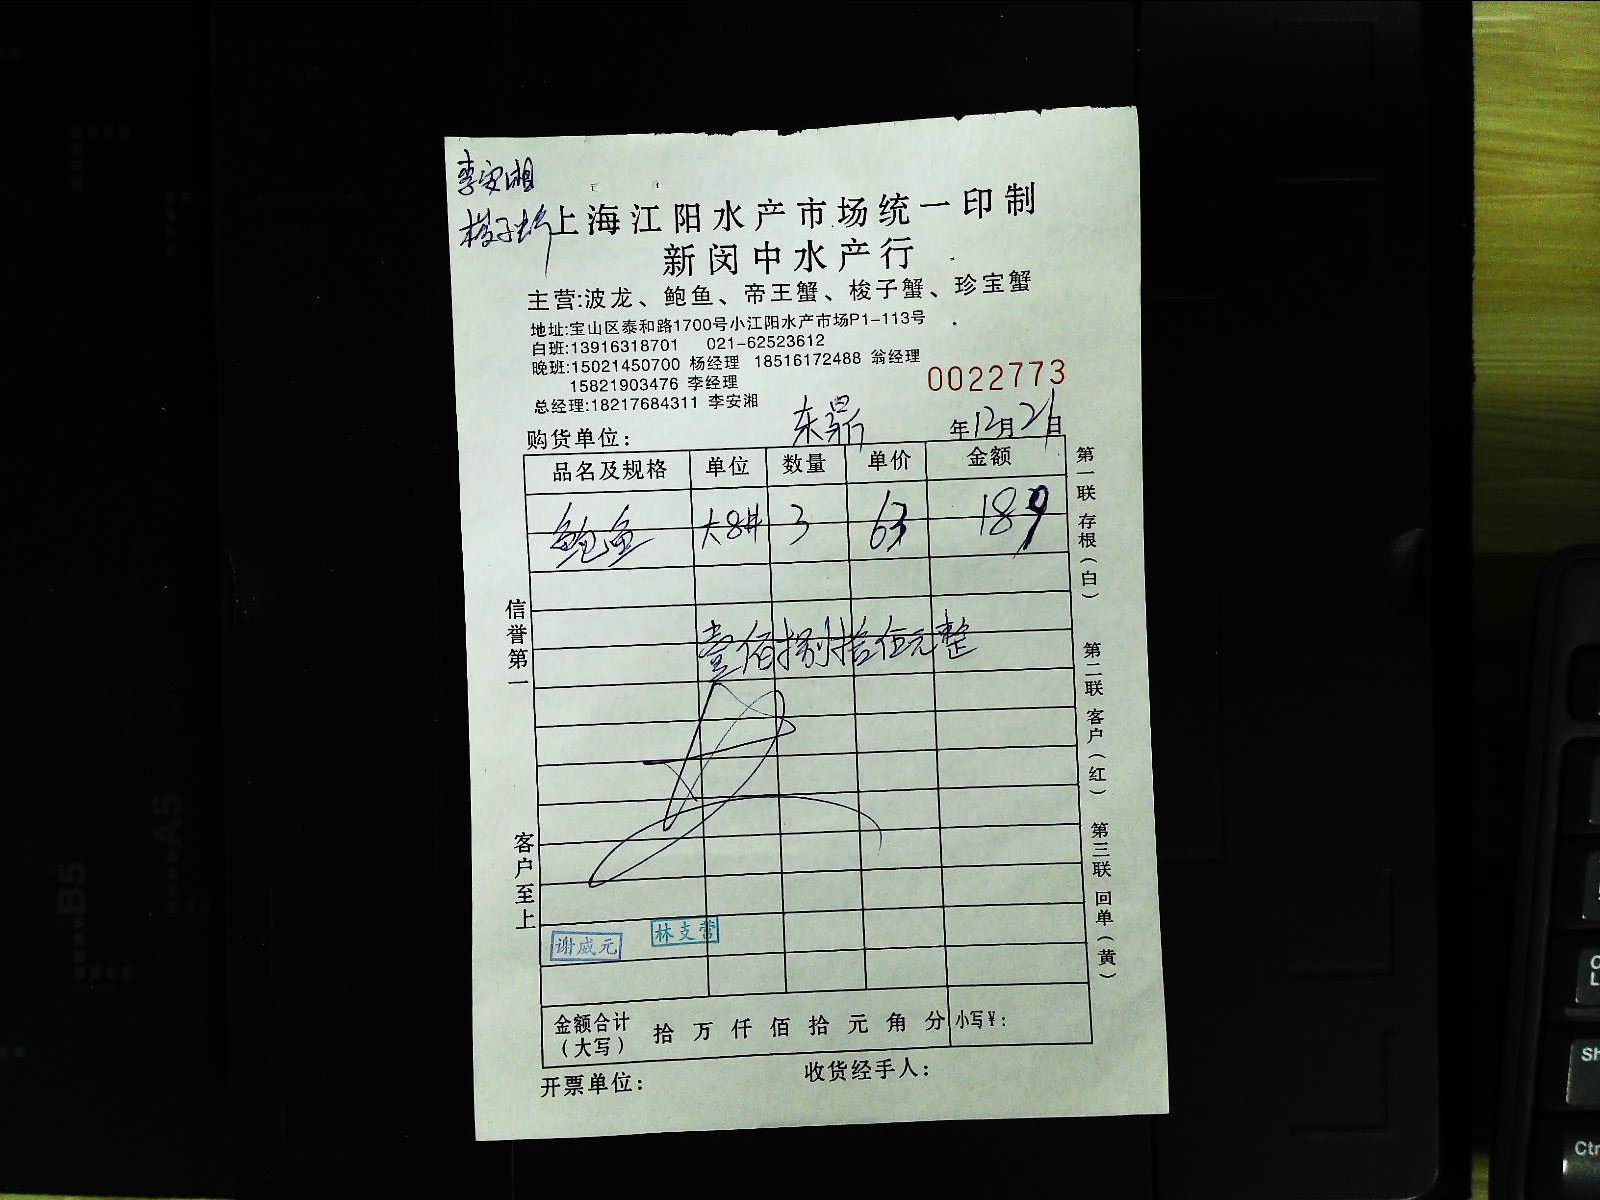 李安湘
梭子蟹
上海江阳水产市场统一印制
新闵中水产行
主营:波龙、鲍鱼、帝王蟹、梭子蟹、珍宝蟹
地址:宝山区泰和路1700号小江阳水产市场P1-113号
白班:13916318701 021-62523612
晚班:15021450700 杨经理 18516172488 翁经理
15821903476 李经理
总经理:18217684311 李安湘
0022773
购货单位: 东鼎 年12月21日
品名及规格 单位 数量 单价 金额
鲍鱼 大8# 3 63 189
壹佰捌拾伍元整
信誉第一
客户至上
第一联 存根(白)
第二联 客户(红)
第三联 回单(黄)
谢威元 林支营
金额合计(大写) 拾 万 仟 佰 拾 元 角 分 小写¥:
开票单位: 收货经手人:
B5
A5
Sh
Ctr